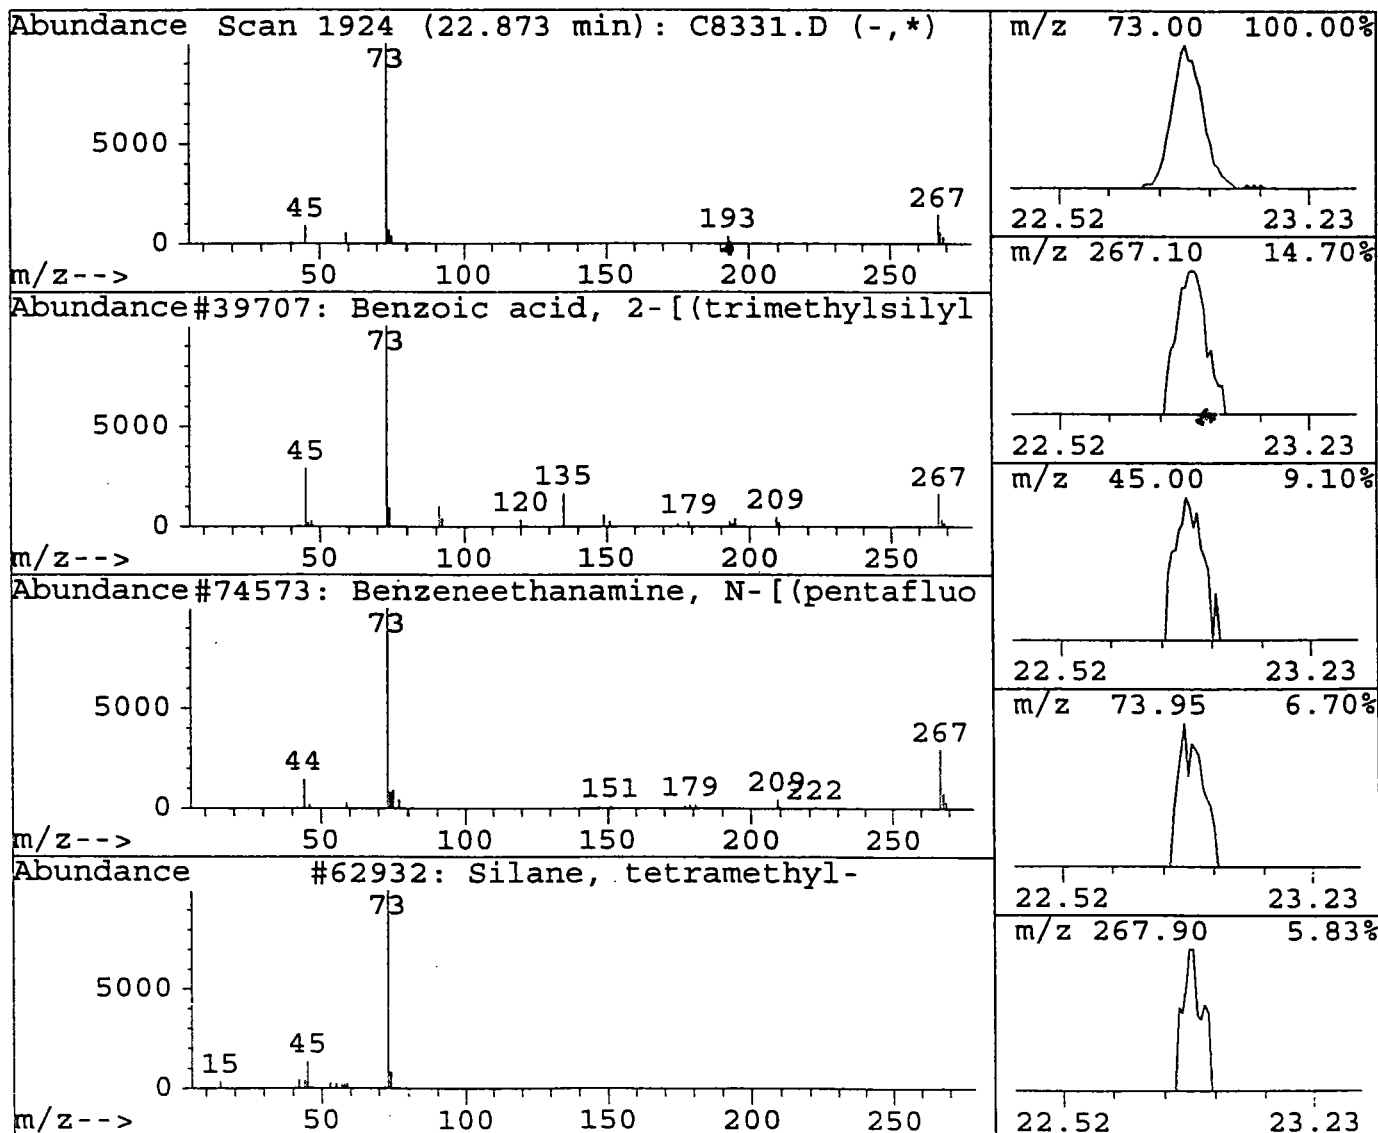 Abundance Scan 1924 (22.873 min): C8331.D (-,*)
73
5000
45
193
267
0
50 100 150 200 250
m/z-->
Abundance #39707: Benzoic acid, 2-[(trimethylsilyl
73
5000
45
120
135
179
209
267
0
50 100 150 200 250
m/z-->
Abundance #74573: Benzeneethanamine, N-[(pentafluo
73
5000
44
151
179
209
222
267
0
50 100 150 200 250
m/z-->
Abundance #62932: Silane, tetramethyl-
73
5000
15
45
0
50 100 150 200 250
m/z-->
m/z 73.00 100.00%
22.52 23.23
m/z 267.10 14.70%
22.52 23.23
m/z 45.00 9.10%
22.52 23.23
m/z 73.95 6.70%
22.52 23.23
m/z 267.90 5.83%
22.52 23.23